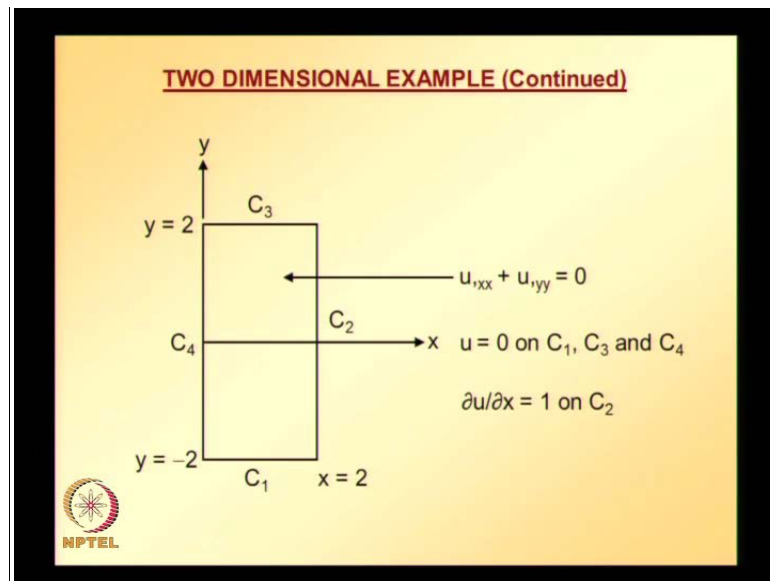 TWO DIMENSIONAL EXAMPLE (Continued)
y
C₃
y = 2
u,ₓₓ + u,ᵧᵧ = 0
C₂
C₄
x
u = 0 on C₁, C₃ and C₄
∂u/∂x = 1 on C₂
y = −2
C₁
x = 2
NPTEL